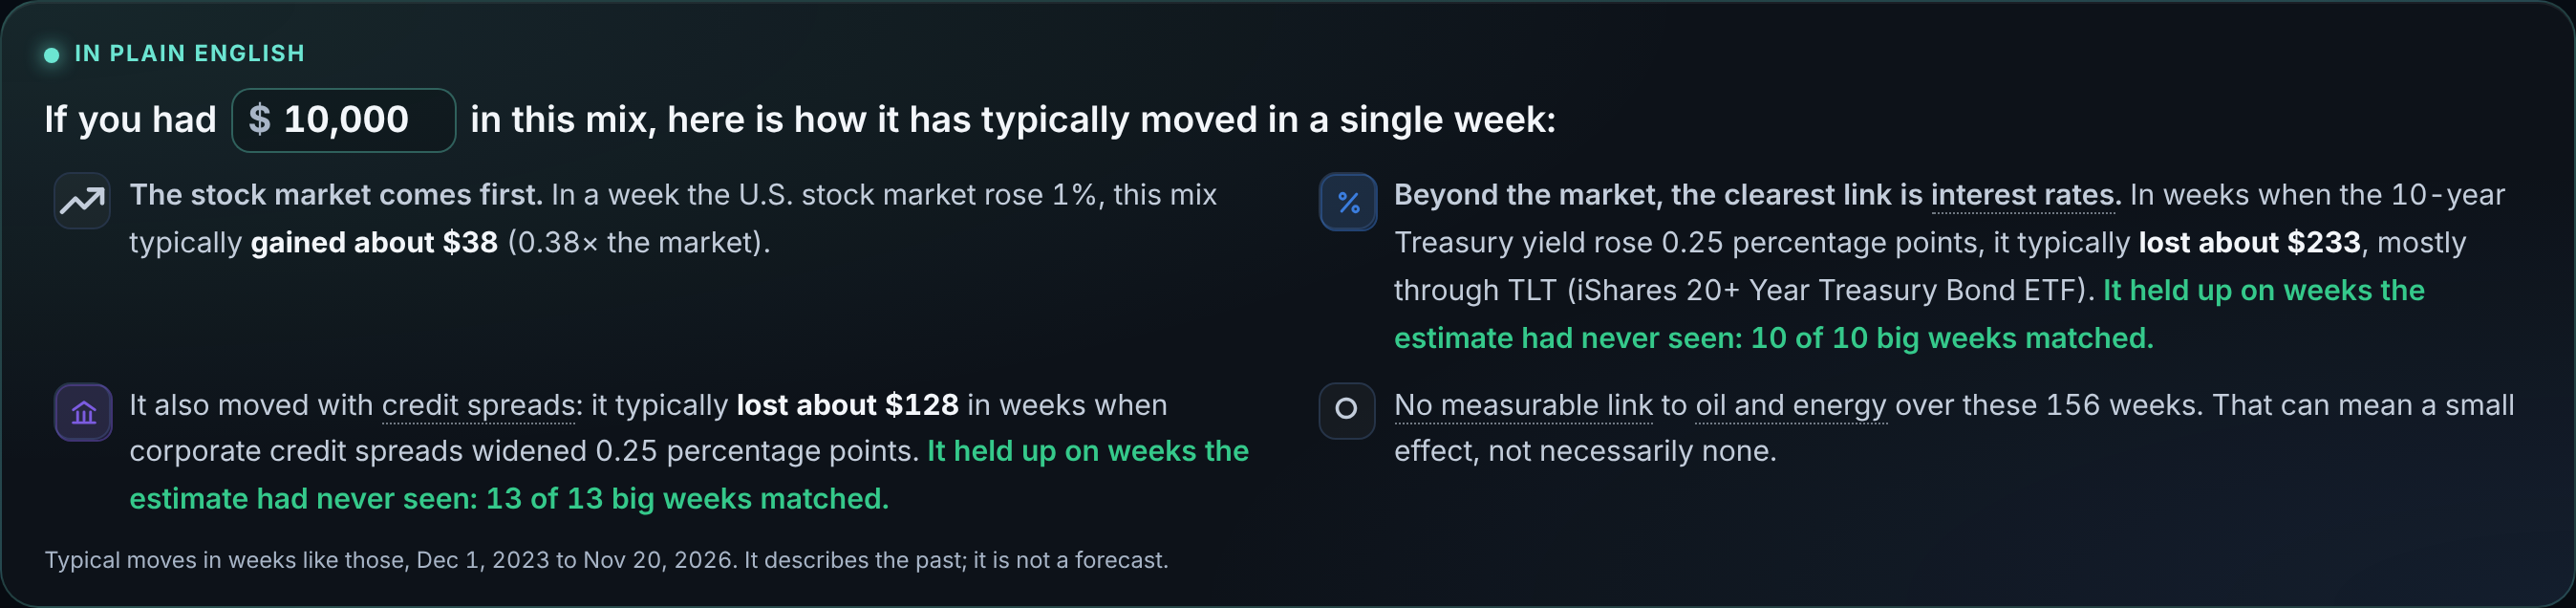 IN PLAIN ENGLISH
If you had $ 10,000 in this mix, here is how it has typically moved in a single week:
The stock market comes first. In a week the U.S. stock market rose 1%, this mix
typically gained about $38 (0.38× the market).
Beyond the market, the clearest link is interest rates. In weeks when the 10-year
Treasury yield rose 0.25 percentage points, it typically lost about $233, mostly
through TLT (iShares 20+ Year Treasury Bond ETF). It held up on weeks the
estimate had never seen: 10 of 10 big weeks matched.
It also moved with credit spreads: it typically lost about $128 in weeks when
corporate credit spreads widened 0.25 percentage points. It held up on weeks the
estimate had never seen: 13 of 13 big weeks matched.
No measurable link to oil and energy over these 156 weeks. That can mean a small
effect, not necessarily none.
Typical moves in weeks like those, Dec 1, 2023 to Nov 20, 2026. It describes the past; it is not a forecast.